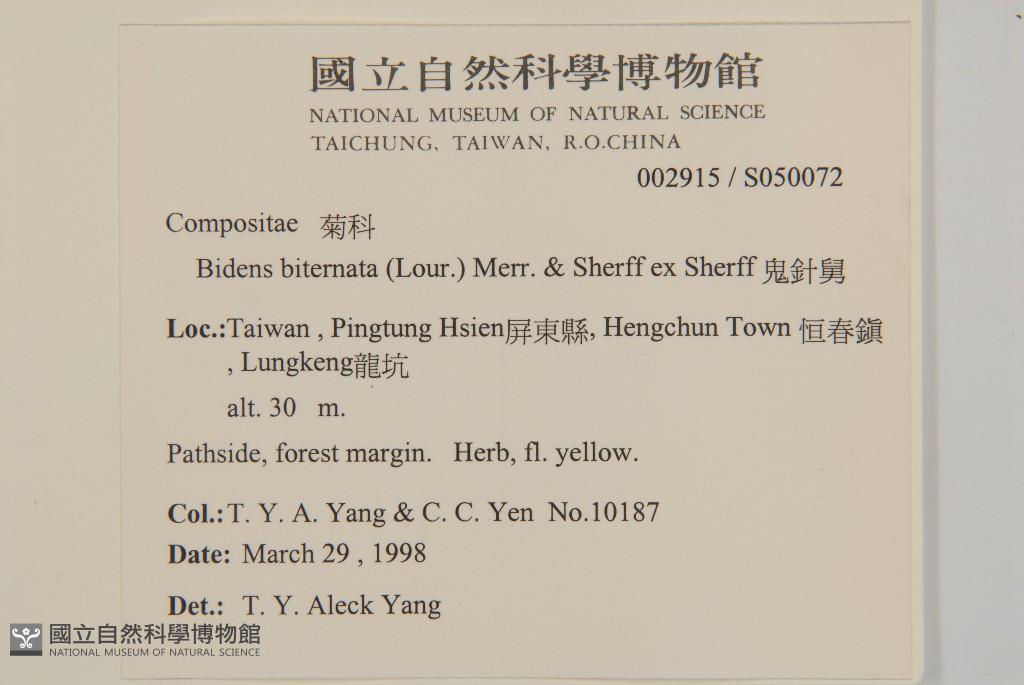 國立自然科學博物館
NATIONAL MUSEUM OF NATURAL SCIENCE
TAICHUNG, TAIWAN, R.O.CHINA
002915 / S050072
Compositae 菊科
Bidens biternata (Lour.) Merr. & Sherff ex Sherff 鬼針舅
Loc.:Taiwan , Pingtung Hsien屏東縣, Hengchun Town 恒春鎮
, Lungkeng龍坑
alt. 30 m.
Pathside, forest margin. Herb, fl. yellow.
Col.:T. Y. A. Yang & C. C. Yen No.10187
Date: March 29 , 1998
Det.: T. Y. Aleck Yang
國立自然科學博物館
NATIONAL MUSEUM OF NATURAL SCIENCE